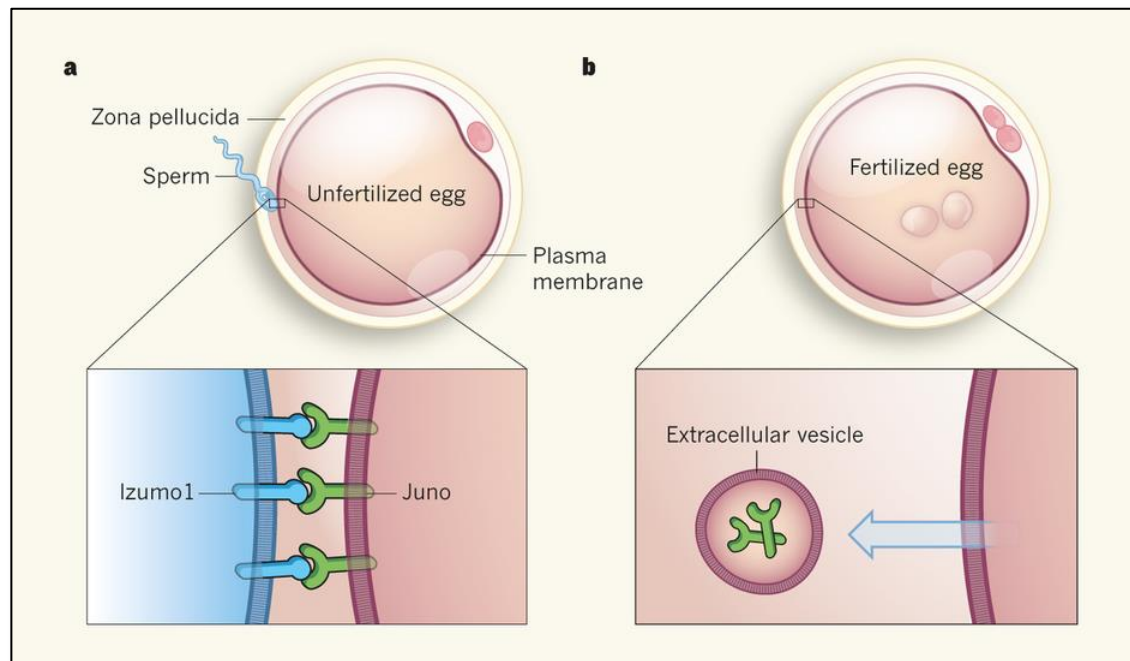 a
Zona pellucida
Sperm
Unfertilized egg
Plasma
membrane
Izumo1
Juno
b
Fertilized egg
Extracellular vesicle